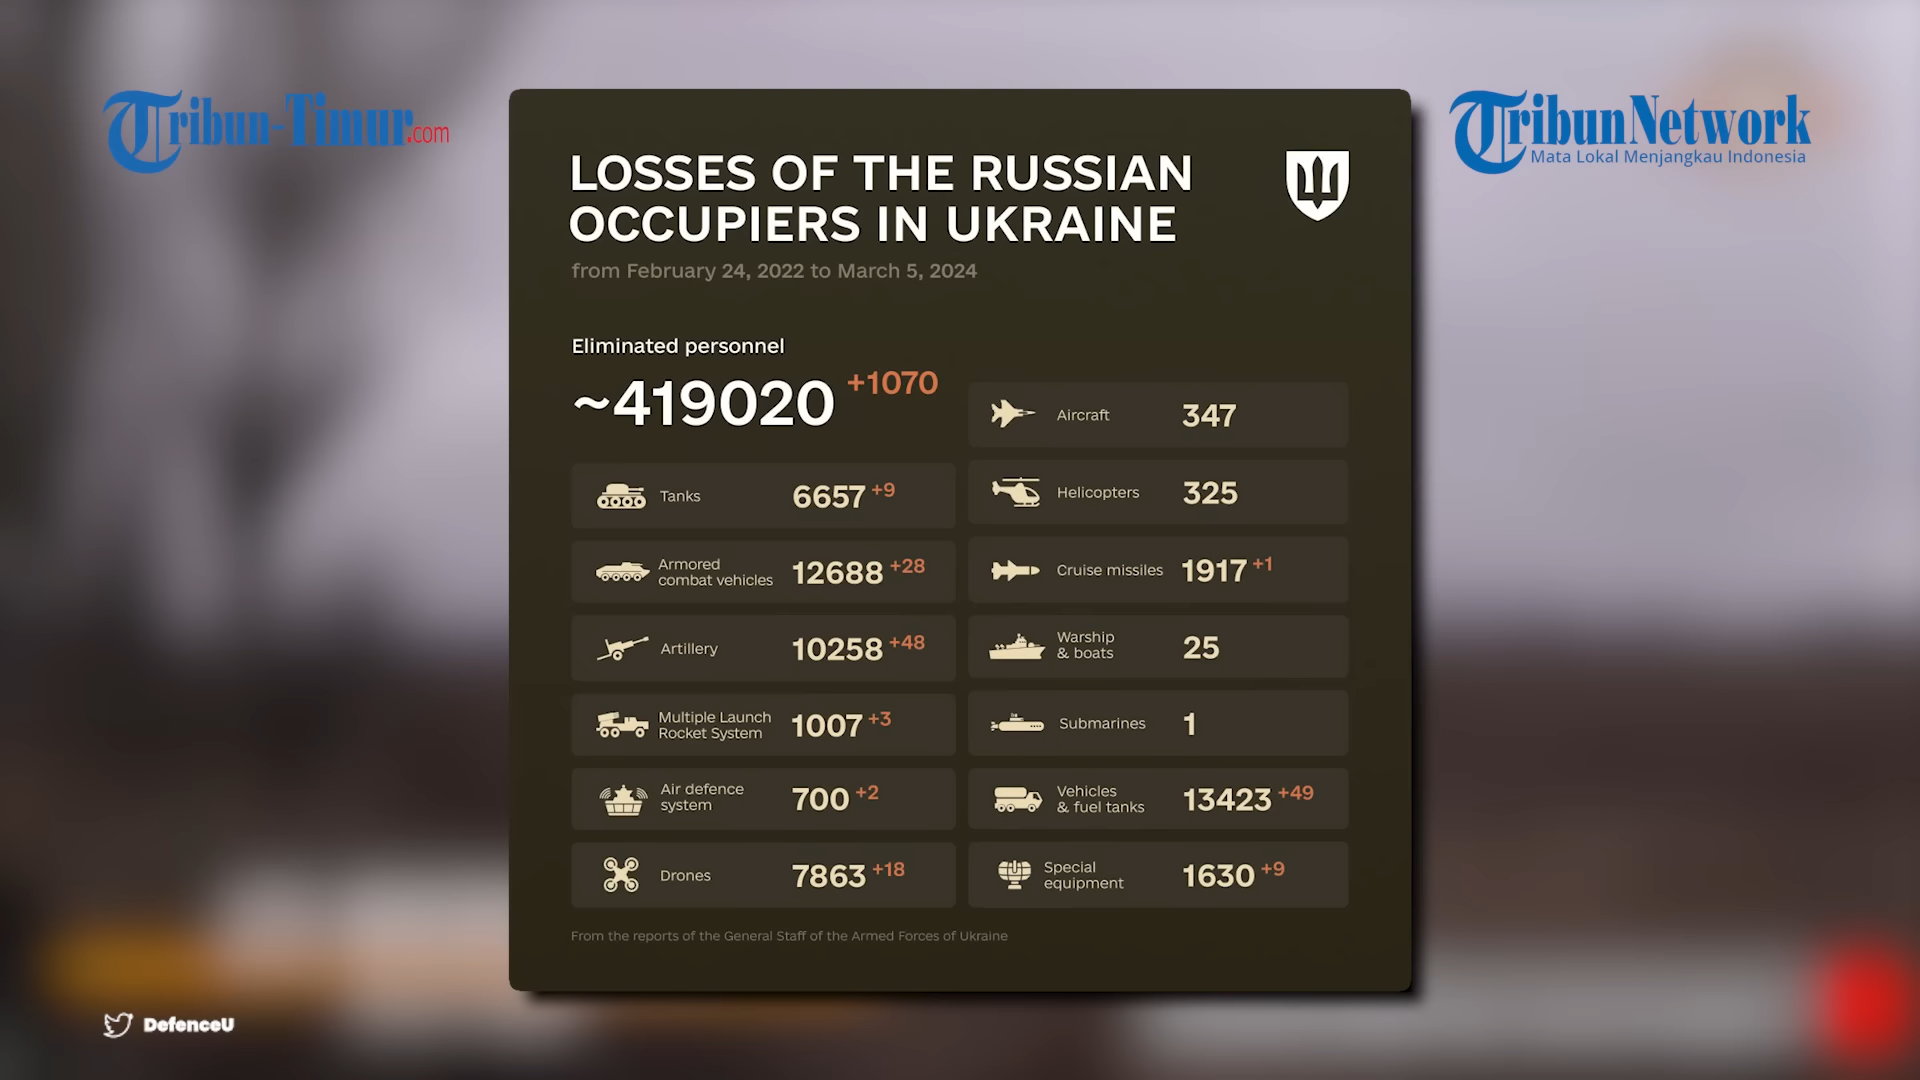 Tribun-Timur.com
TribunNetwork
Mata Lokal Menjangkau Indonesia
LOSSES OF THE RUSSIAN
OCCUPIERS IN UKRAINE
from February 24, 2022 to March 5, 2024
Eliminated personnel
~419020 +1070
Tanks 6657 +9
Armored
combat vehicles 12688 +28
Artillery 10258 +48
Multiple Launch
Rocket System 1007 +3
Air defence
system 700 +2
Drones 7863 +18
Aircraft 347
Helicopters 325
Cruise missiles 1917 +1
Warship
& boats 25
Submarines 1
Vehicles
& fuel tanks 13423 +49
Special
equipment 1630 +9
From the reports of the General Staff of the Armed Forces of Ukraine
DefenceU